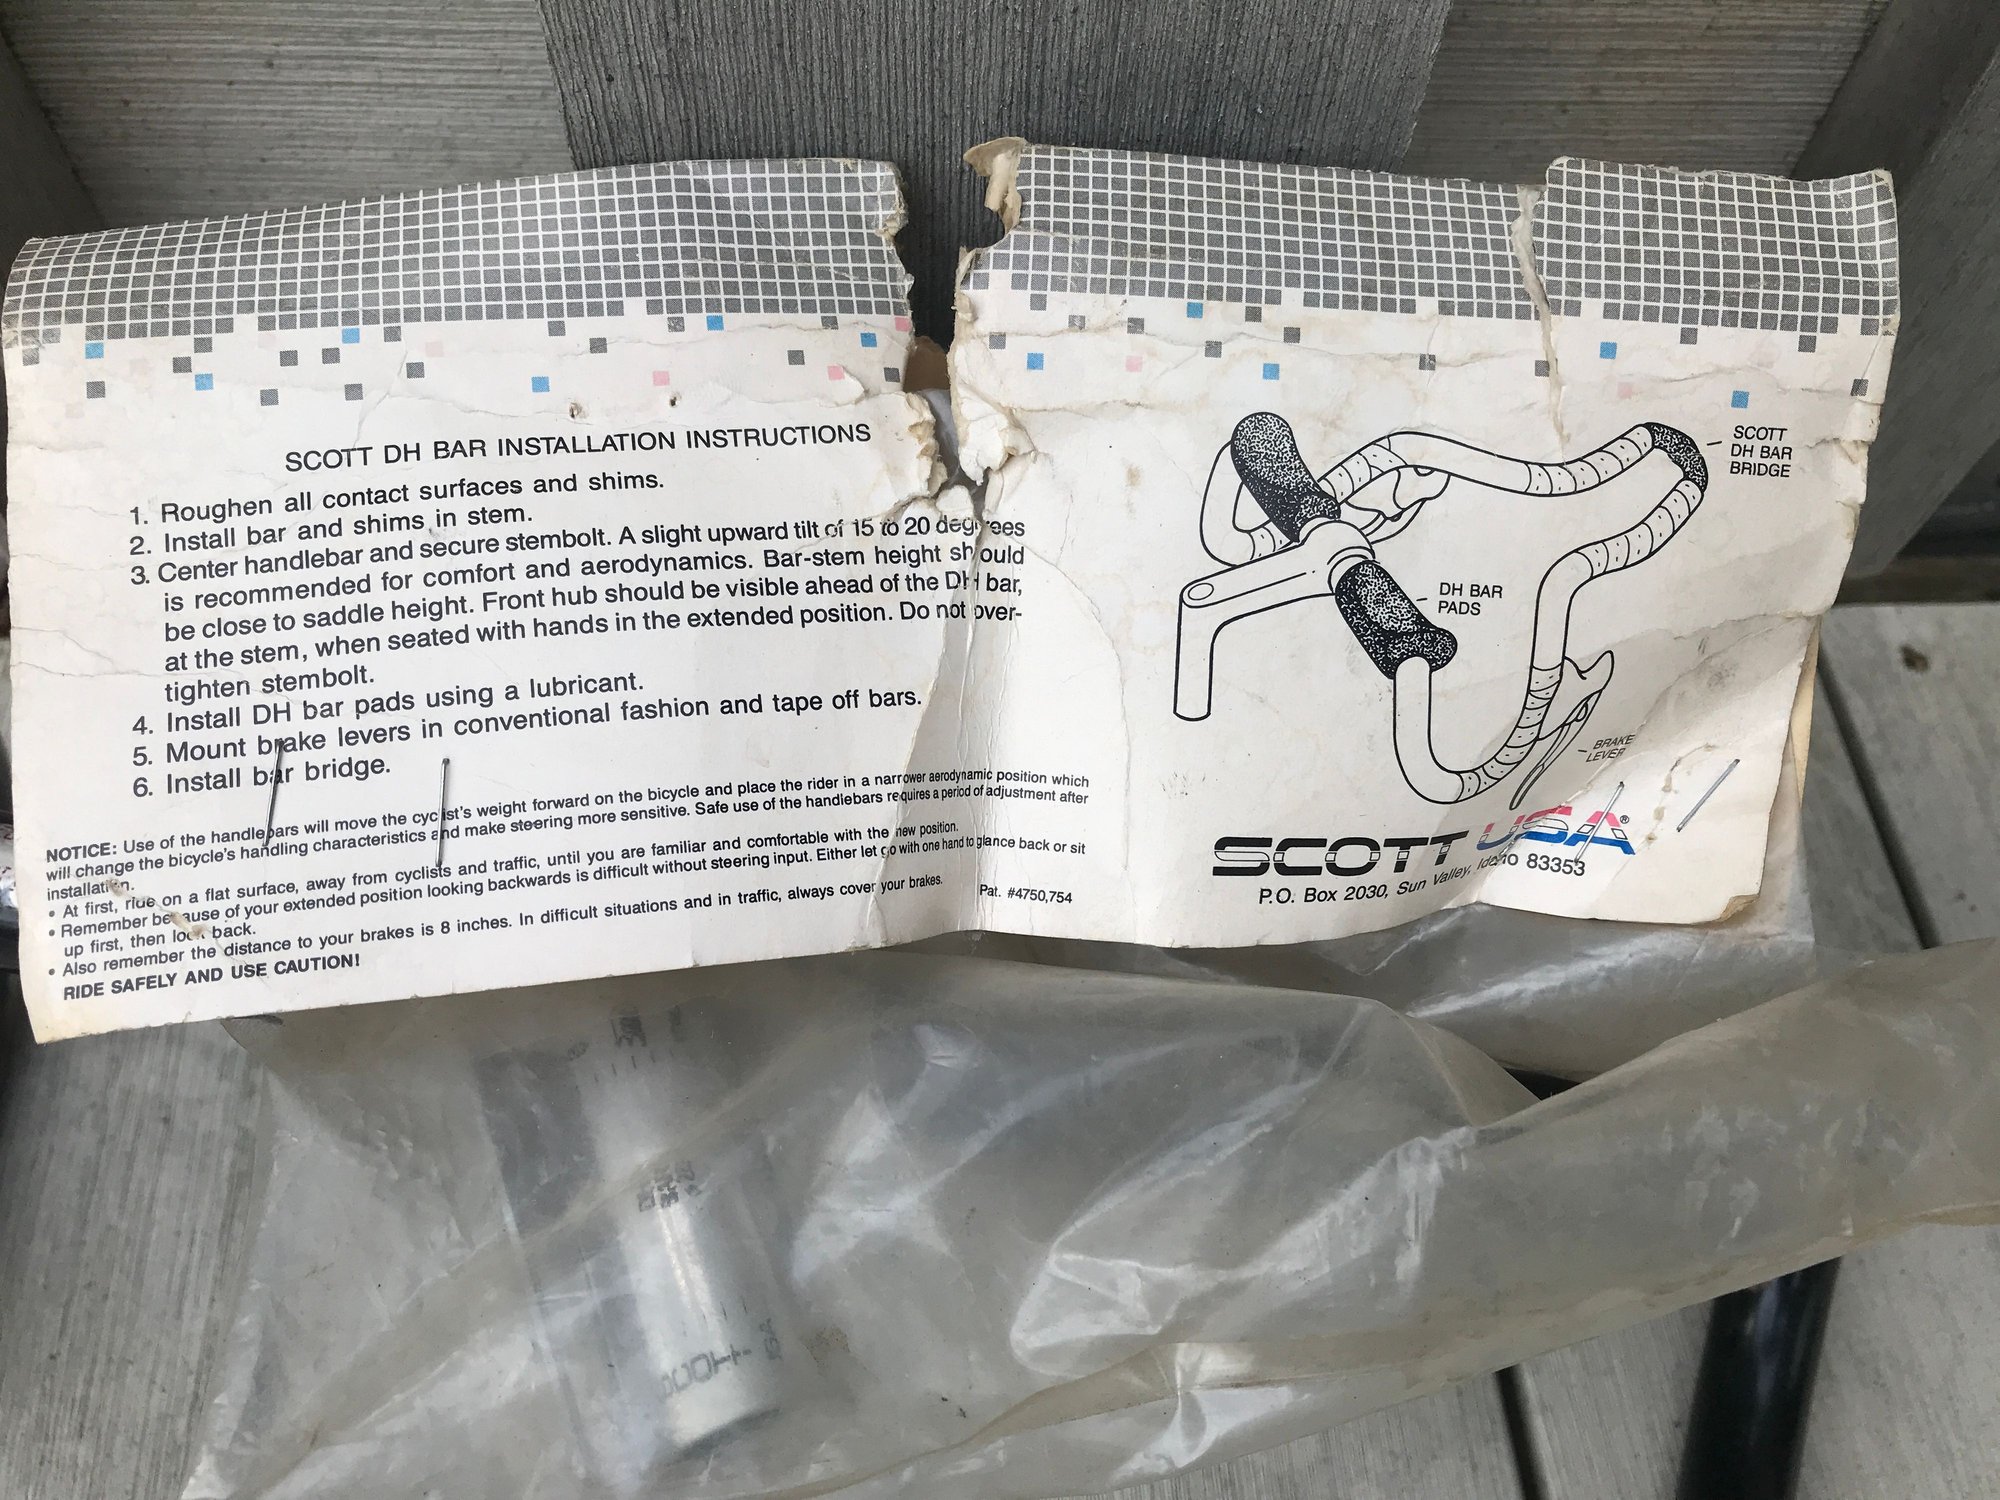 SCOTT DH BAR INSTALLATION INSTRUCTIONS
1. Roughen all contact surfaces and shims.
2. Install bar and shims in stem.
3. Center handlebar and secure stembolt. A slight upward tilt of 15 to 20 degrees
is recommended for comfort and aerodynamics. Bar-stem height should
be close to saddle height. Front hub should be visible ahead of the DH bar,
at the stem, when seated with hands in the extended position. Do not over-
tighten stembolt.
4. Install DH bar pads using a lubricant.
5. Mount brake levers in conventional fashion and tape off bars.
6. Install bar bridge.
NOTICE: Use of the handlebars will move the cyclist's weight forward on the bicycle and place the rider in a narrower aerodynamic position which
will change the bicycle's handling characteristics and make steering more sensitive. Safe use of the handlebars requires a period of adjustment after
installation.
• At first, ride on a flat surface, away from cyclists and traffic, until you are familiar and comfortable with the new position.
• Remember because of your extended position looking backwards is difficult without steering input. Either let go with one hand to glance back or sit
up first, then look back.
• Also remember the distance to your brakes is 8 inches. In difficult situations and in traffic, always cover your brakes.
RIDE SAFELY AND USE CAUTION!
Pat. #4750,754
SCOTT
DH BAR
BRIDGE
DH BAR
PADS
BRAKE
LEVER
SCOTT USA®
P.O. Box 2030, Sun Valley, Idaho 83353